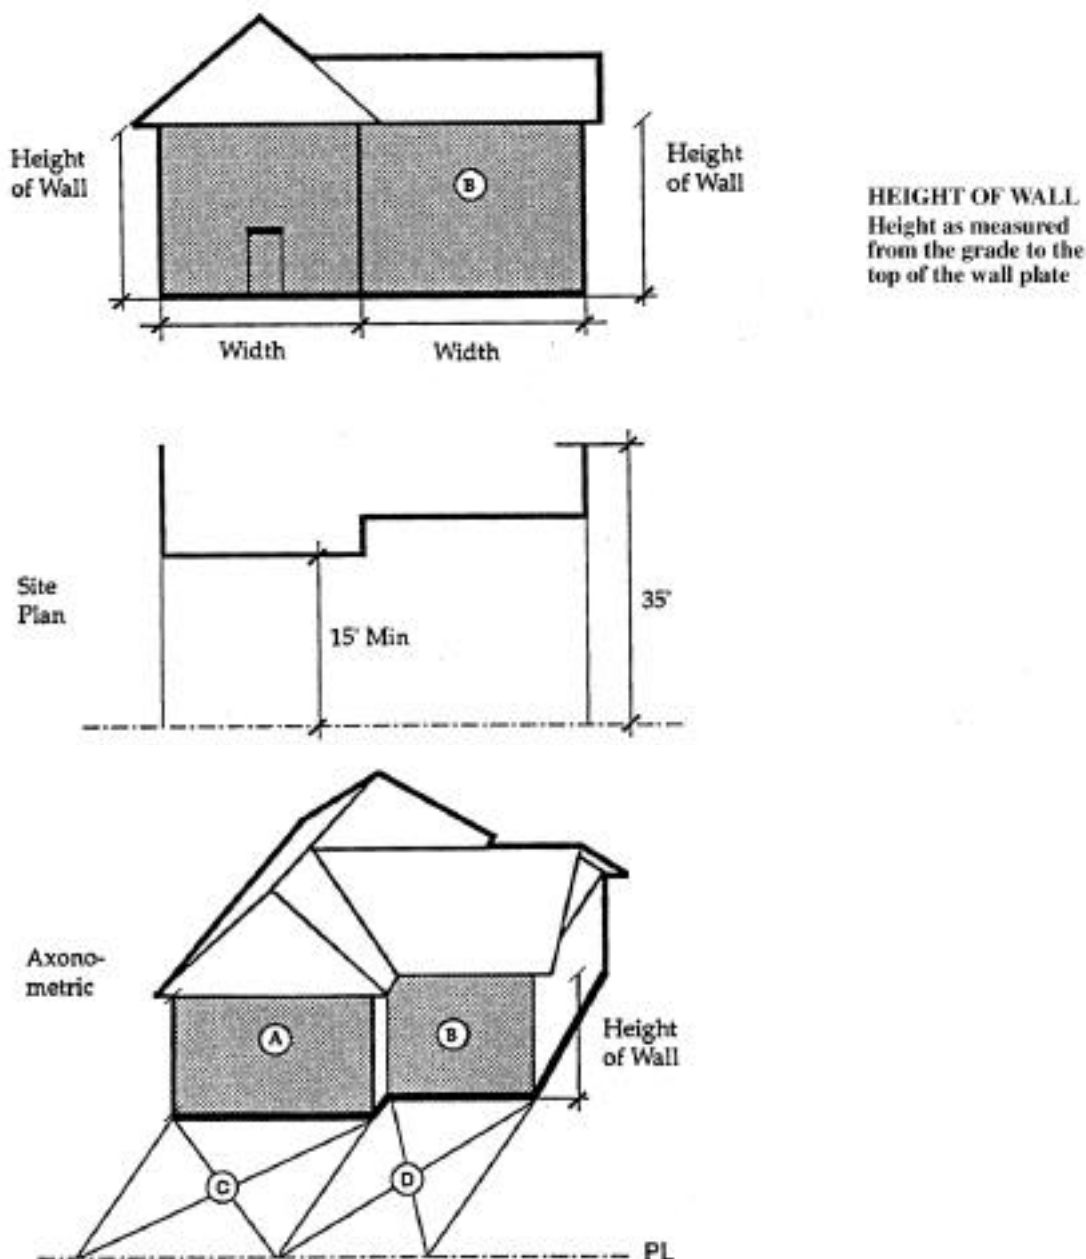 Height
of Wall
B
Height
of Wall
HEIGHT OF WALL
Height as measured
from the grade to the
top of the wall plate
Width
Width
Site
Plan
15' Min
35'
Axono-
metric
A
B
Height
of Wall
C
D
PL